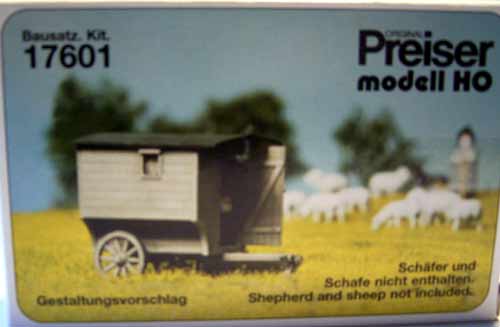 Bausatz. Kit.
17601
ORIGINAL
Preiser
modell HO
Schäfer und
Schafe nicht enthalten.
Gestaltungsvorschlag
Shepherd and sheep not included.